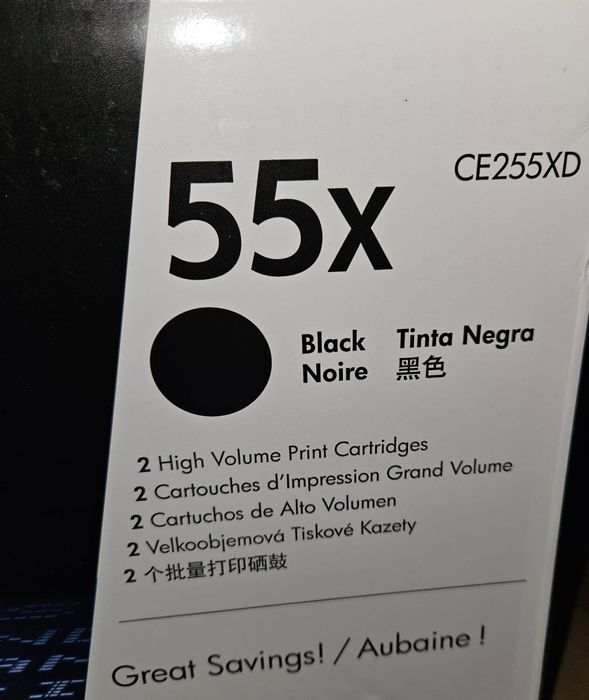 CE255XD
55X
Black Tinta Negra
Noire 黑色
2 High Volume Print Cartridges
2 Cartouches d'Impression Grand Volume
2 Cartuchos de Alto Volumen
2 Velkoobjemová Tiskové Kazety
2 个批量打印硒鼓
Great Savings! / Aubaine !